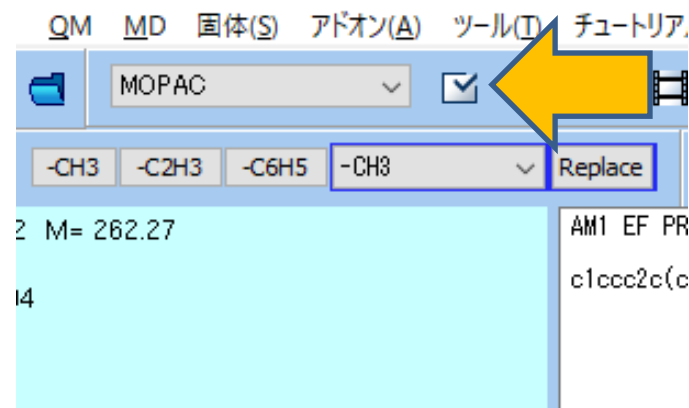 QM MD 固体(S) アドオン(A) ツール(T) チュートリア
MOPAC
-CH3 -C2H3 -C6H5 -CH3 Replace
2 M= 262.27
AM1 EF PR
c1ccc2c(c